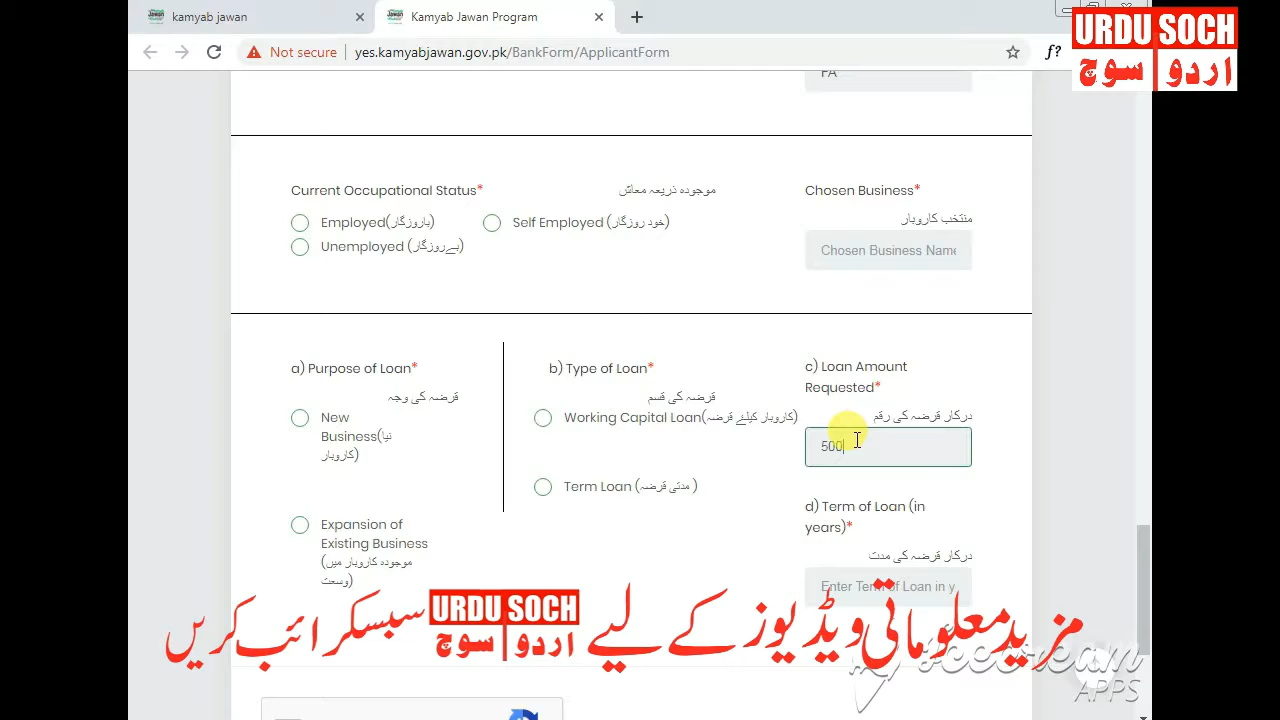 kamyab jawan
Kamyab Jawan Program
URDU SOCH
اردو سوچ
Not secure
yes.kamyabjawan.gov.pk/BankForm/ApplicantForm
f?
FA
Current Occupational Status*
موجودہ ذریعہ معاش
Employed(باروزگار)
Self Employed (خود روزگار)
Unemployed (بےروزگار)
Chosen Business*
منتخب کاروبار
Chosen Business Name
a) Purpose of Loan*
قرضہ کی وجہ
New
Business(نیا
کاروبار)
Expansion of
Existing Business
(موجودہ کاروبار میں
وسعت)
b) Type of Loan*
قرضہ کی قسم
Working Capital Loan(کاروبار کیلئے قرضہ)
Term Loan (مدتی قرضہ )
c) Loan Amount
Requested*
درکار قرضہ کی رقم
500
d) Term of Loan (in
years)*
درکار قرضہ کی مدت
Enter Term of Loan in y
مزید معلوماتی ویڈیوز کے لیے URDU SOCH اردو سوچ سبسکرائب کریں
APPS